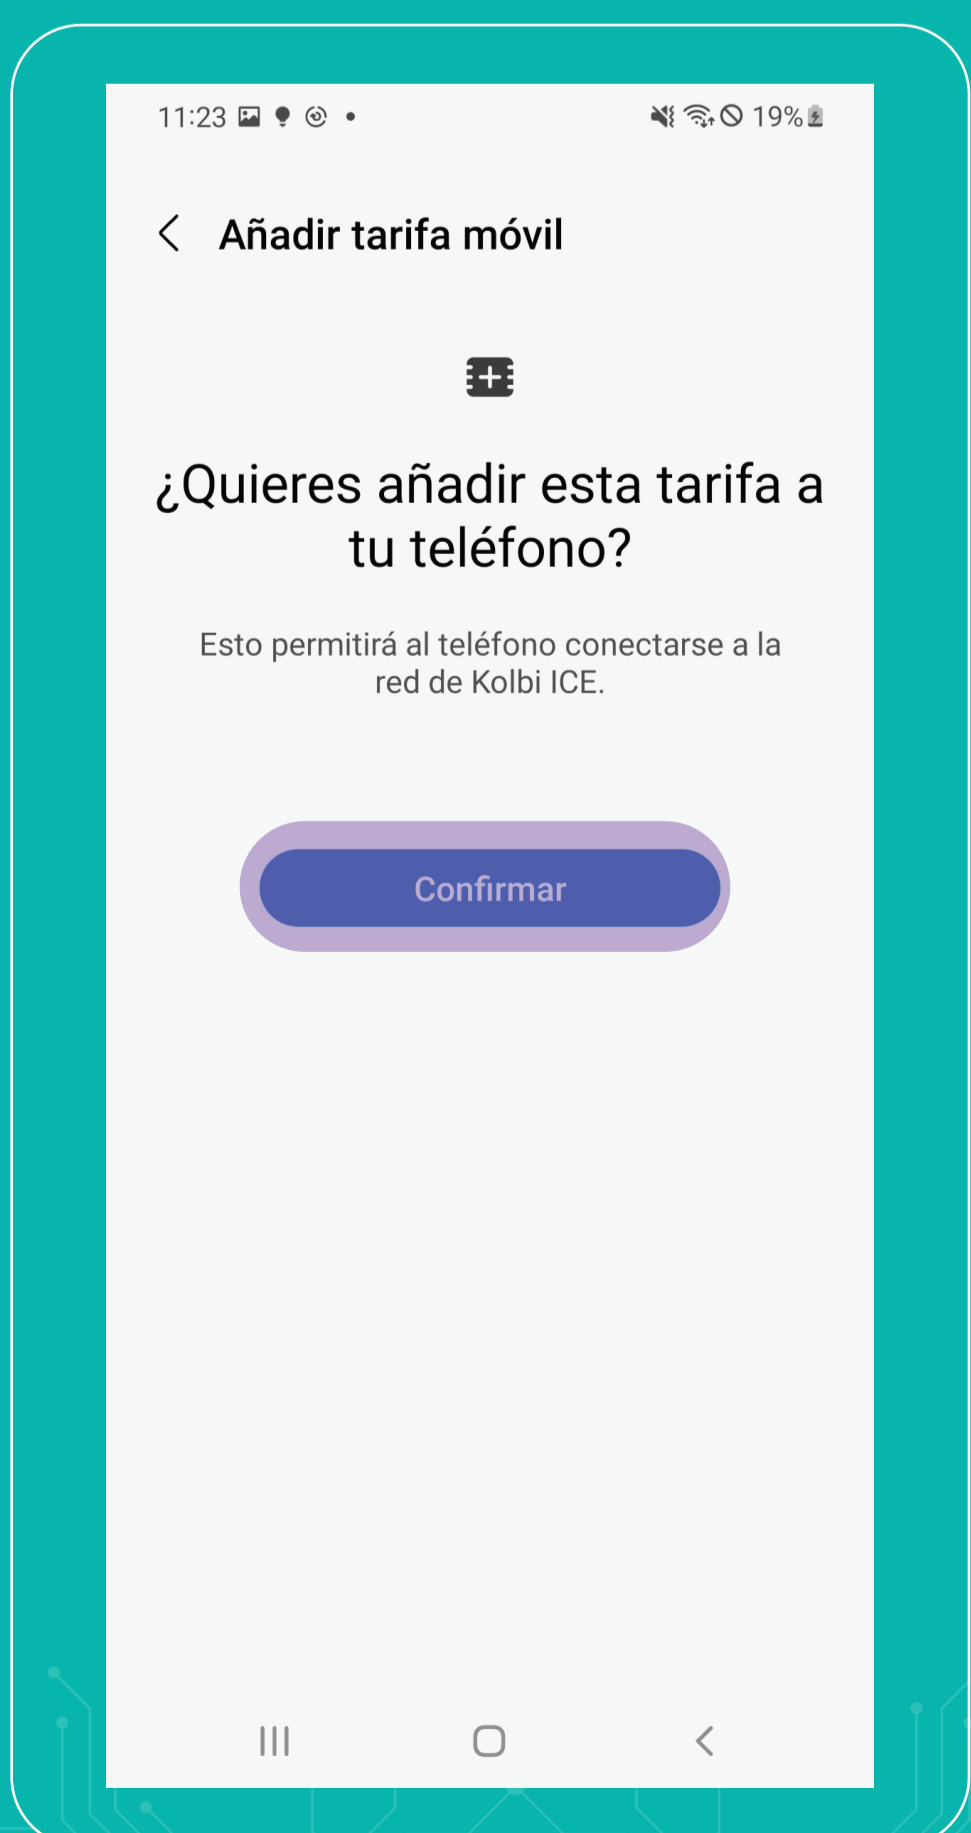 11:23 19%
Añadir tarifa móvil
¿Quieres añadir esta tarifa a
tu teléfono?
Esto permitirá al teléfono conectarse a la
red de Kolbi ICE.
Confirmar